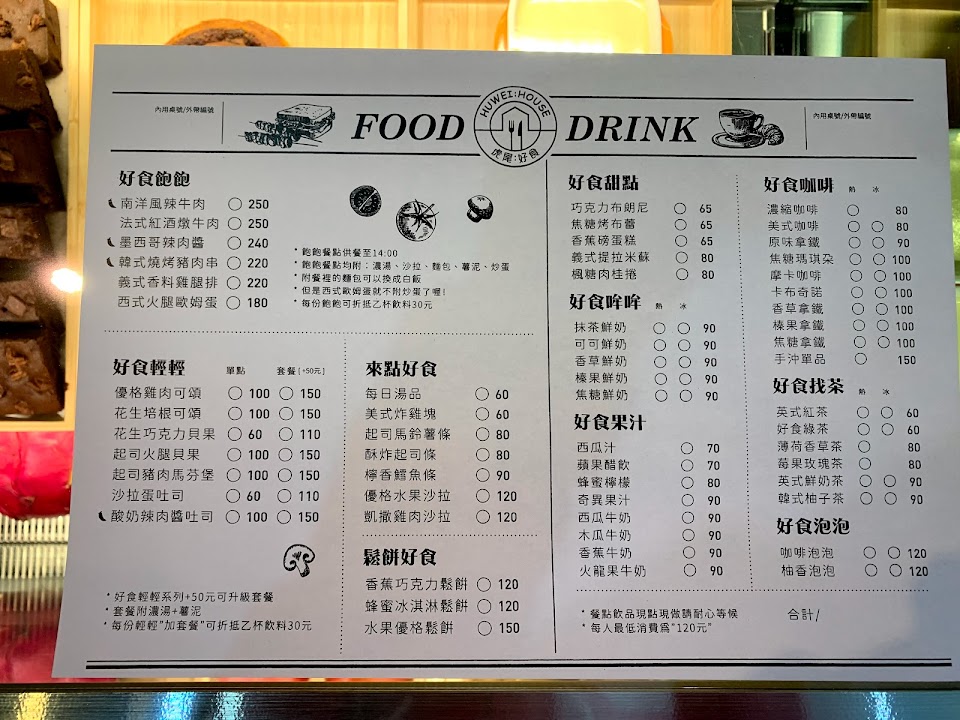 內用桌號/外帶編號
FOOD
HUWEI:HOUSE
虎尾:好食
DRINK
內用桌號/外帶編號
好食飽飽
南洋風辣牛肉 250
法式紅酒燉牛肉 250
墨西哥辣肉醬 240
韓式燒烤豬肉串 220
義式香料雞腿排 220
西式火腿歐姆蛋 180
* 飽飽餐點供餐至14:00
* 飽飽餐點均附：濃湯、沙拉、麵包、薯泥、炒蛋
* 附餐裡的麵包可以換成白飯
* 但是西式歐姆蛋就不附炒蛋了喔!
* 每份飽飽可折抵乙杯飲料30元
好食輕輕 單點 套餐[+50元]
優格雞肉可頌 100 150
花生培根可頌 100 150
花生巧克力貝果 60 110
起司火腿貝果 100 150
起司豬肉馬芬堡 100 150
沙拉蛋吐司 60 110
酸奶辣肉醬吐司 100 150
* 好食輕輕系列+50元可升級套餐
* 套餐附濃湯+薯泥
* 每份輕輕"加套餐"可折抵乙杯飲料30元
來點好食
每日湯品 60
美式炸雞塊 60
起司馬鈴薯條 80
酥炸起司條 80
檸香鱈魚條 90
優格水果沙拉 120
凱撒雞肉沙拉 120
鬆餅好食
香蕉巧克力鬆餅 120
蜂蜜冰淇淋鬆餅 120
水果優格鬆餅 150
好食甜點
巧克力布朗尼 65
焦糖烤布蕾 65
香蕉磅蛋糕 65
義式提拉米蘇 80
楓糖肉桂捲 80
好食哞哞 熱 冰
抹茶鮮奶 90
可可鮮奶 90
香草鮮奶 90
榛果鮮奶 90
焦糖鮮奶 90
好食果汁
西瓜汁 70
蘋果醋飲 70
蜂蜜檸檬 80
奇異果汁 90
西瓜牛奶 90
木瓜牛奶 90
香蕉牛奶 90
火龍果牛奶 90
好食咖啡 熱 冰
濃縮咖啡 80
美式咖啡 80
原味拿鐵 90
焦糖瑪琪朵 100
摩卡咖啡 100
卡布奇諾 100
香草拿鐵 100
榛果拿鐵 100
焦糖拿鐵 100
手沖單品 150
好食找茶 熱 冰
英式紅茶 60
好食綠茶 60
薄荷香草茶 80
莓果玫瑰茶 80
英式鮮奶茶 90
韓式柚子茶 90
好食泡泡
咖啡泡泡 120
柚香泡泡 120
* 餐點飲品現點現做請耐心等候
* 每人最低消費為"120元"
合計/